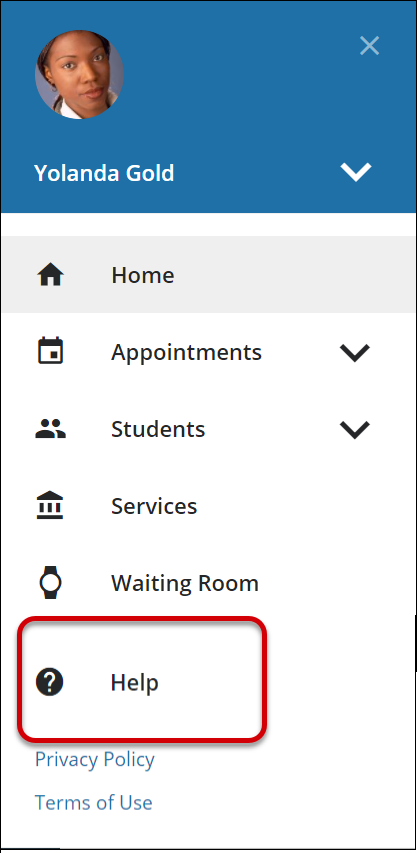 Yolanda Gold
Home
Appointments
Students
Services
Waiting Room
Help
Privacy Policy
Terms of Use